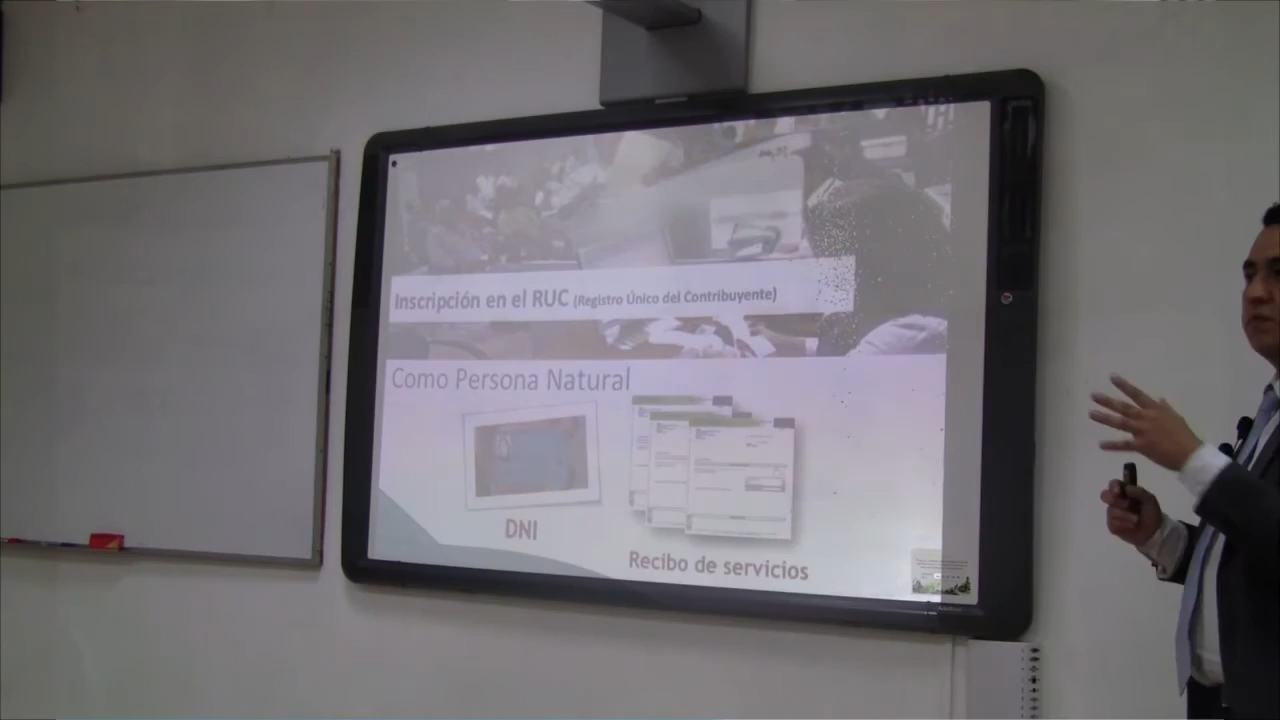 Inscripción en el RUC (Registro Único del Contribuyente)
Como Persona Natural
DNI
Recibo de servicios